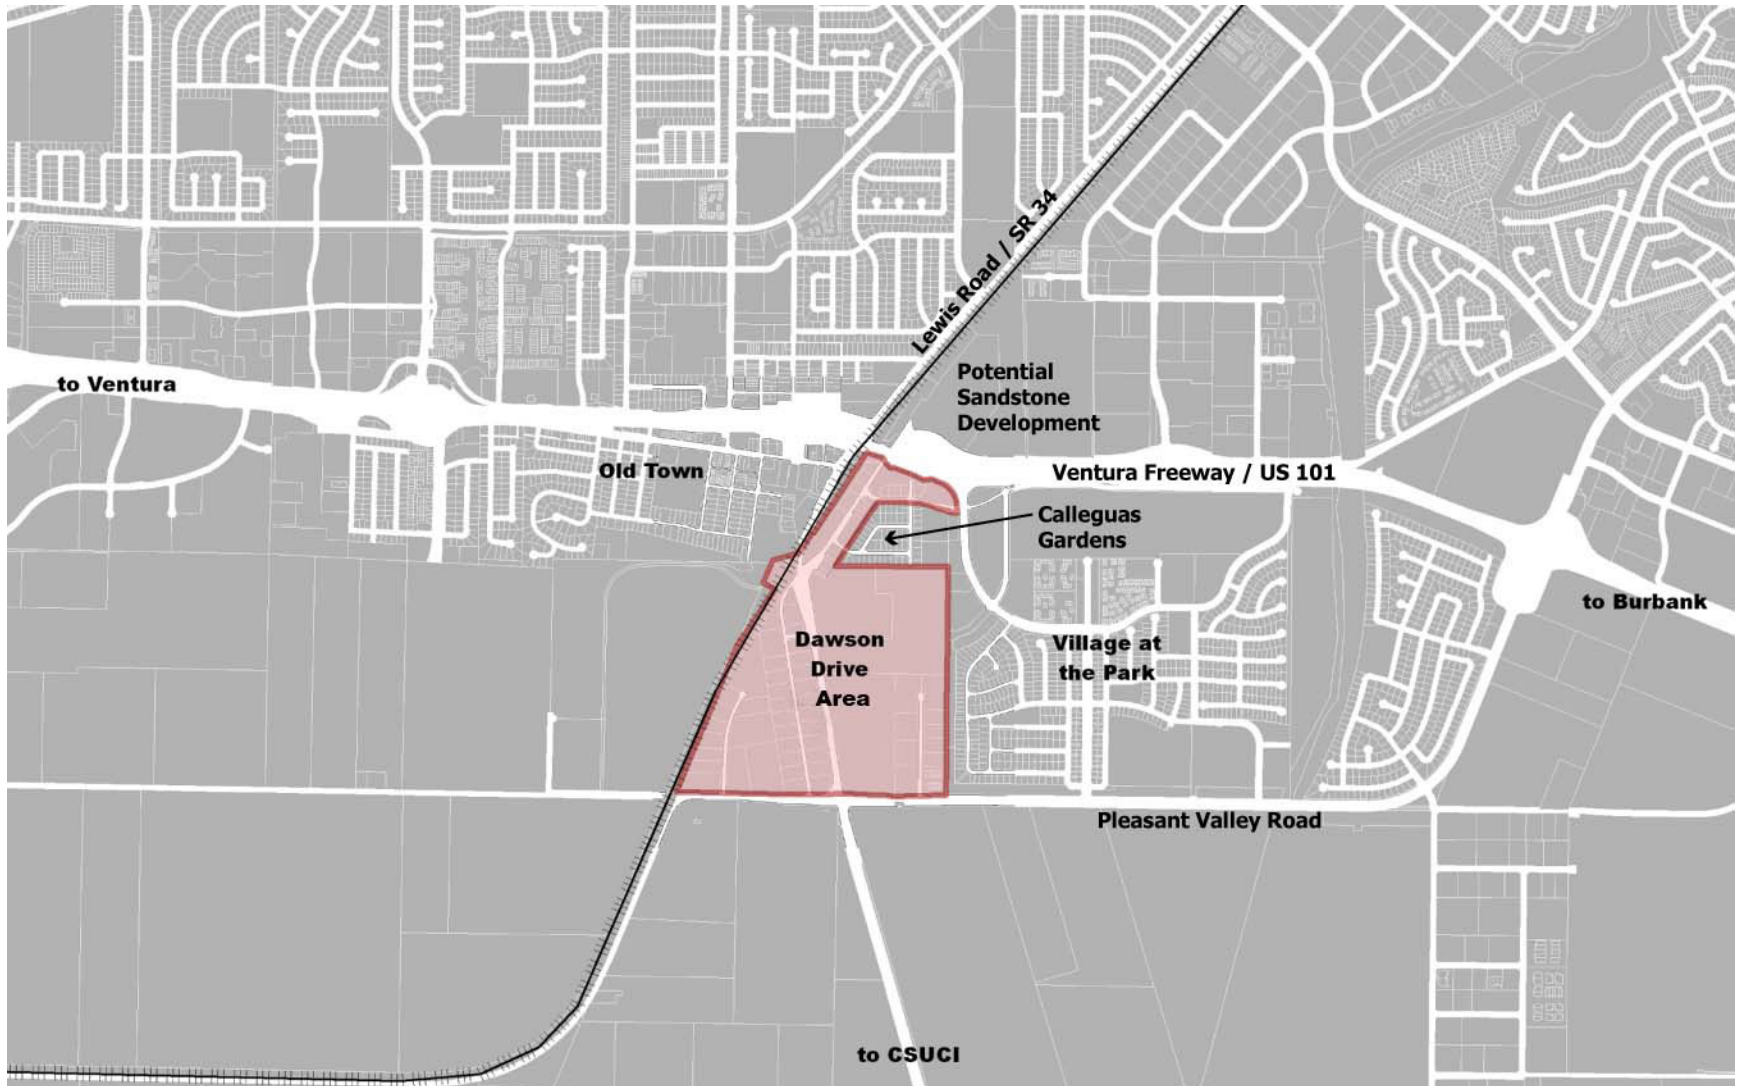 Lewis Road / SR 34
to Ventura
Potential
Sandstone
Development
Old Town
Ventura Freeway / US 101
Calleguas
Gardens
to Burbank
Dawson
Drive
Area
Village at
the Park
Pleasant Valley Road
to CSUCI